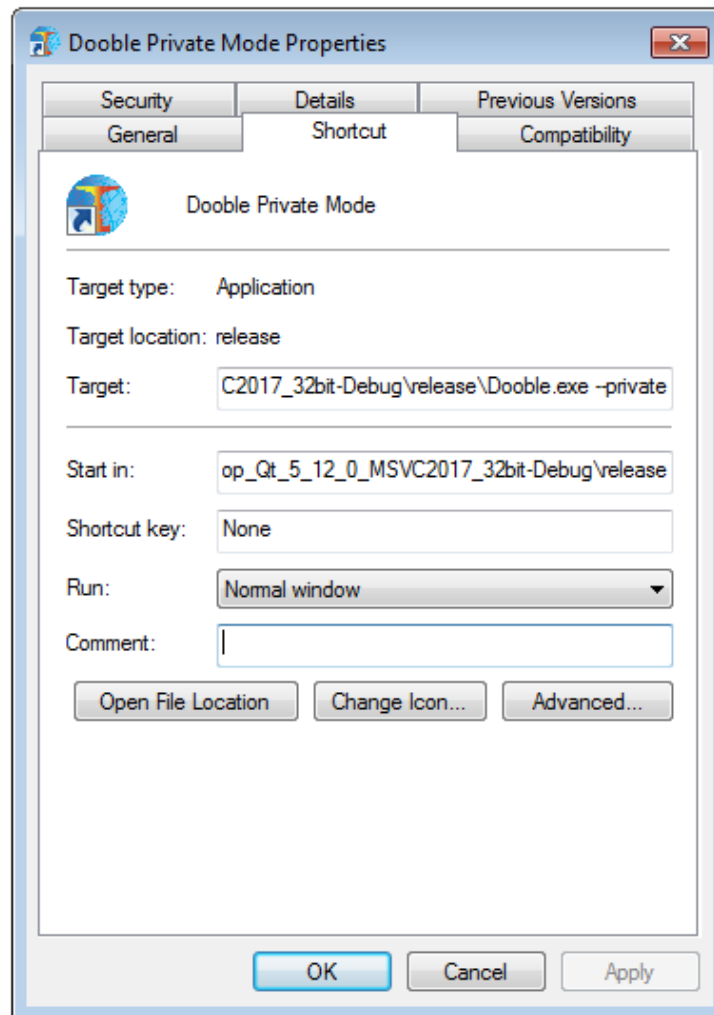 Dooble Private Mode Properties
Security Details Previous Versions
General Shortcut Compatibility
Dooble Private Mode
Target type: Application
Target location: release
Target: C2017_32bit-Debug\release\Dooble.exe --private
Start in: op_Qt_5_12_0_MSVC2017_32bit-Debug\release
Shortcut key: None
Run: Normal window
Comment:
Open File Location Change Icon... Advanced...
OK Cancel Apply